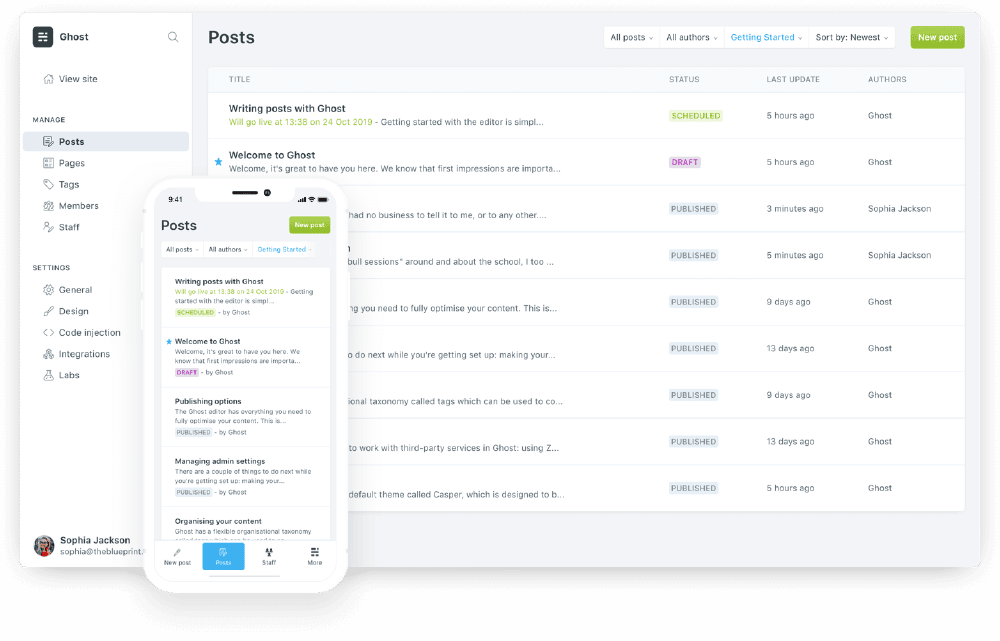 Ghost
View site
MANAGE
Posts
Pages
Tags
Members
Staff
SETTINGS
General
Design
Code injection
Integrations
Labs
Sophia Jackson
sophia@theblueprint.
Posts
All posts
All authors
Getting Started
Sort by: Newest
New post
TITLE STATUS LAST UPDATE AUTHORS
Writing posts with Ghost
Will go live at 13:38 on 24 Oct 2019 - Getting started with the editor is simpl...
SCHEDULED 5 hours ago Ghost
Welcome to Ghost
Welcome, it's great to have you here. We know that first impressions are importa...
DRAFT 5 hours ago Ghost
had no business to tell it to me, or to any other....
PUBLISHED 3 minutes ago Sophia Jackson
bull sessions" around and about the school, I too ...
PUBLISHED 5 minutes ago Sophia Jackson
ng you need to fully optimise your content. This is...
PUBLISHED 9 days ago Ghost
o do next while you're getting set up: making your...
PUBLISHED 13 days ago Ghost
ional taxonomy called tags which can be used to co...
PUBLISHED 9 days ago Ghost
to work with third-party services in Ghost: using Z...
PUBLISHED 13 days ago Ghost
default theme called Casper, which is designed to b...
PUBLISHED 5 hours ago Ghost
9:41
Posts
New post
All posts
All authors
Getting Started
Writing posts with Ghost
Will go live at 13:38 on 24 Oct 2019 - Getting
started with the editor is simpl...
SCHEDULED - by Ghost
Welcome to Ghost
Welcome, it's great to have you here. We
know that first impressions are importa...
DRAFT - by Ghost
Publishing options
The Ghost editor has everything you need to
fully optimise your content. This is...
PUBLISHED - by Ghost
Managing admin settings
There are a couple of things to do next while
you're getting set up: making your...
PUBLISHED - by Ghost
Organising your content
Ghost has a flexible organisational taxonomy
New post
Posts
Staff
More